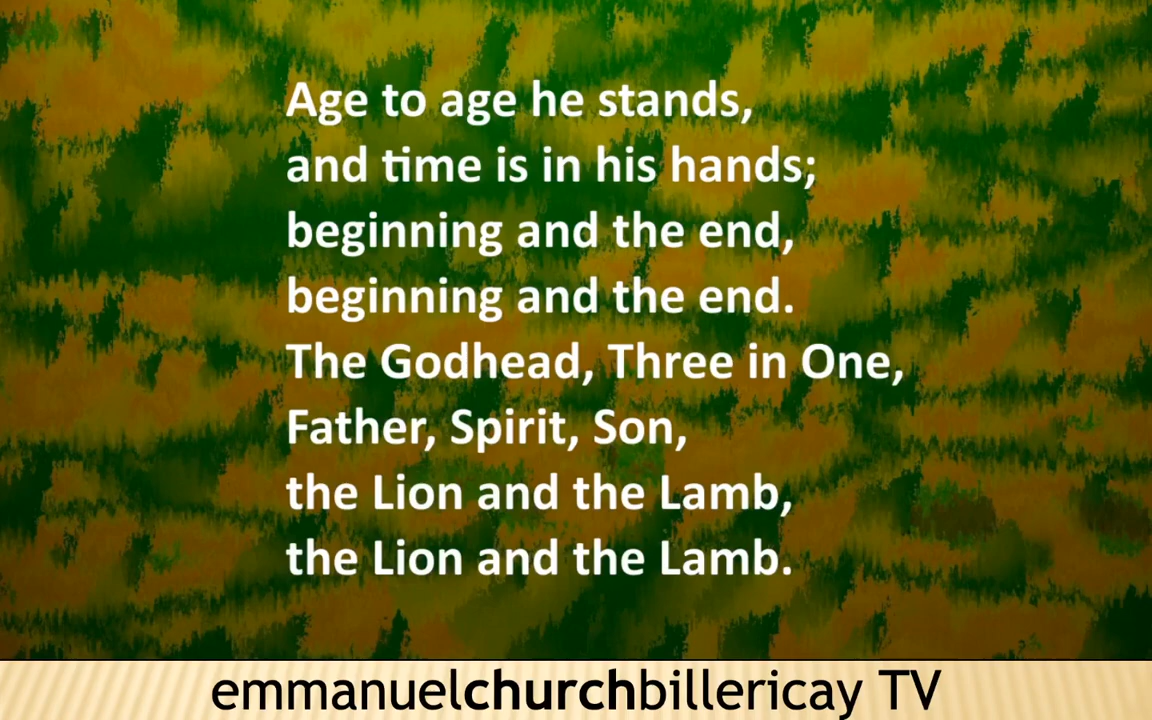 Age to age he stands,
and time is in his hands;
beginning and the end,
beginning and the end.
The Godhead, Three in One,
Father, Spirit, Son,
the Lion and the Lamb,
the Lion and the Lamb.
emmanuelchurchbillericay TV